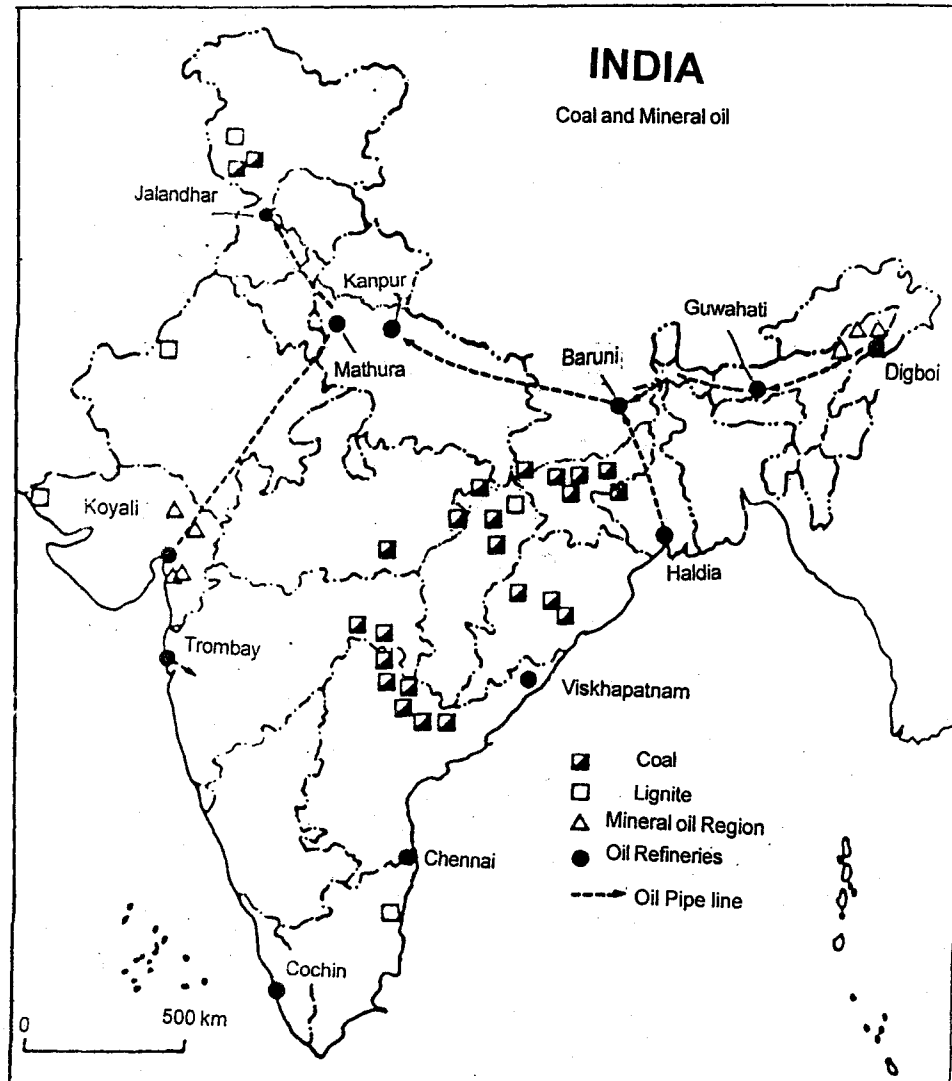 INDIA
Coal and Mineral oil
Jalandhar
Kanpur
Guwahati
Baruni
Digboi
Mathura
Koyali
Haldia
Trombay
Viskhapatnam
Coal
Lignite
Mineral oil Region
Oil Refineries
Oil Pipe line
Chennai
Cochin
0 500 km